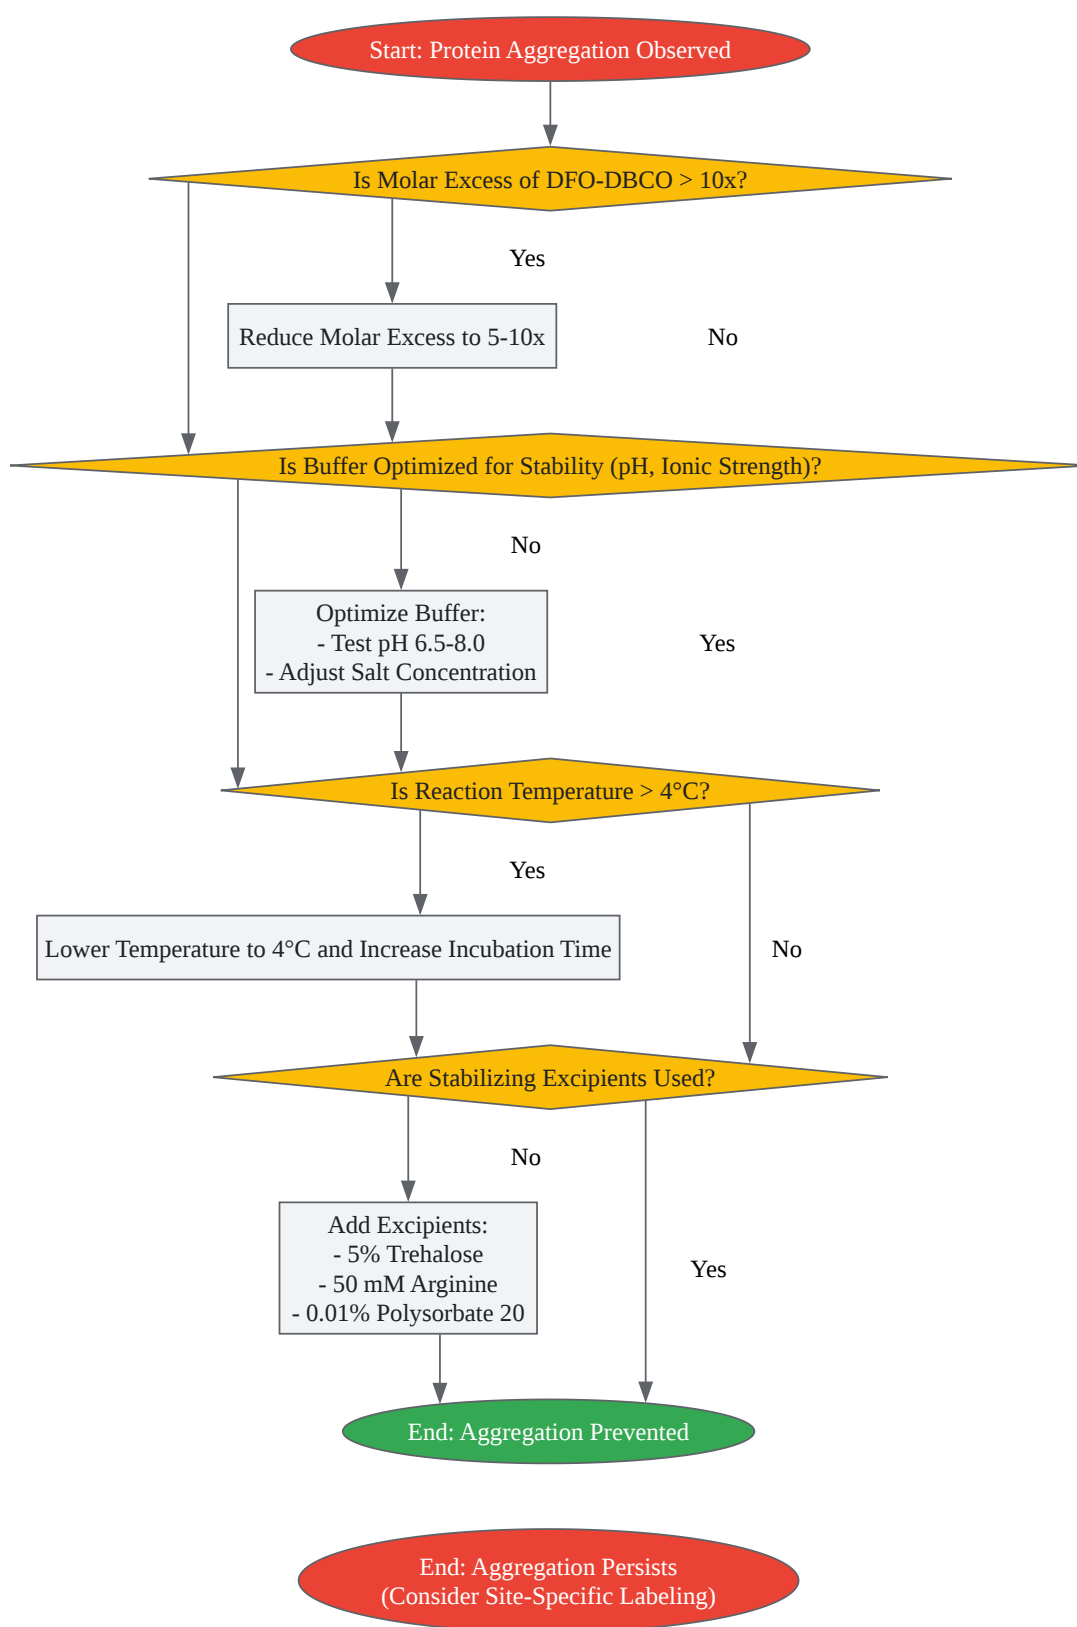 Start: Protein Aggregation Observed
Is Molar Excess of DFO-DBCO > 10x?
Yes
Reduce Molar Excess to 5-10x
No
Is Buffer Optimized for Stability (pH, Ionic Strength)?
No
Optimize Buffer:
- Test pH 6.5-8.0
- Adjust Salt Concentration
Yes
Is Reaction Temperature > 4°C?
Yes
Lower Temperature to 4°C and Increase Incubation Time
No
Are Stabilizing Excipients Used?
No
Add Excipients:
- 5% Trehalose
- 50 mM Arginine
- 0.01% Polysorbate 20
Yes
End: Aggregation Prevented
End: Aggregation Persists
(Consider Site-Specific Labeling)